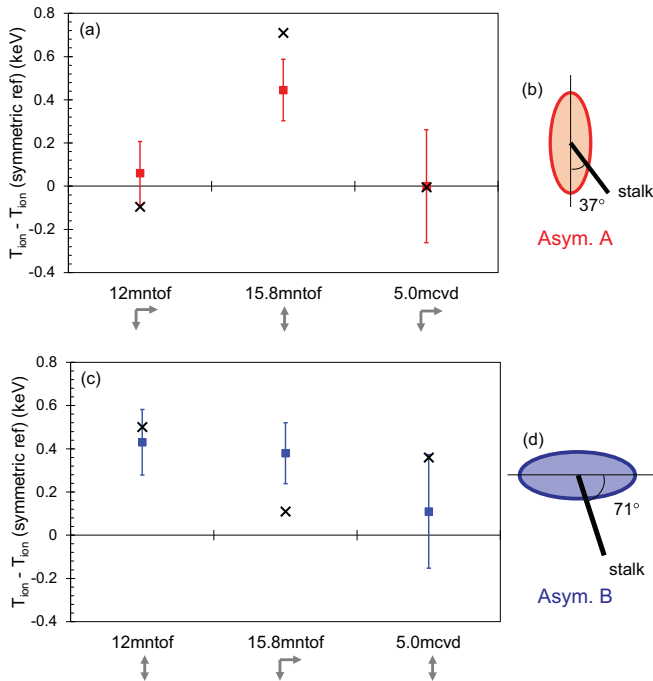 (a)
T_ion - T_ion (symmetric ref) (keV)
0.8
0.6
0.4
0.2
0
-0.2
-0.4
12mntof 15.8mntof 5.0mcvd
(b)
37°
stalk
Asym. A
(c)
T_ion - T_ion (symmetric ref) (keV)
0.8
0.6
0.4
0.2
0
-0.2
-0.4
12mntof 15.8mntof 5.0mcvd
(d)
71°
stalk
Asym. B